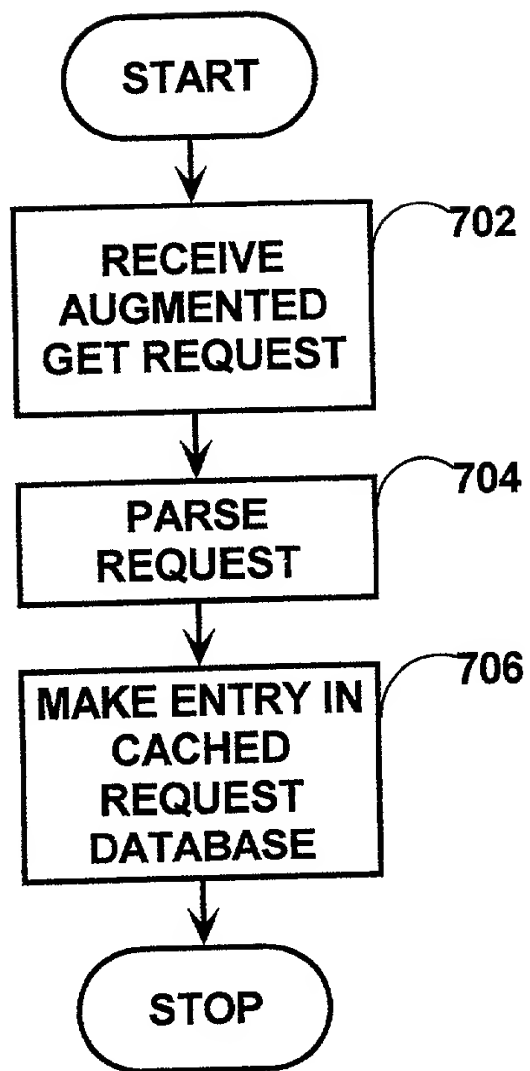 START
702
RECEIVE
AUGMENTED
GET REQUEST
704
PARSE
REQUEST
706
MAKE ENTRY IN
CACHED
REQUEST
DATABASE
STOP